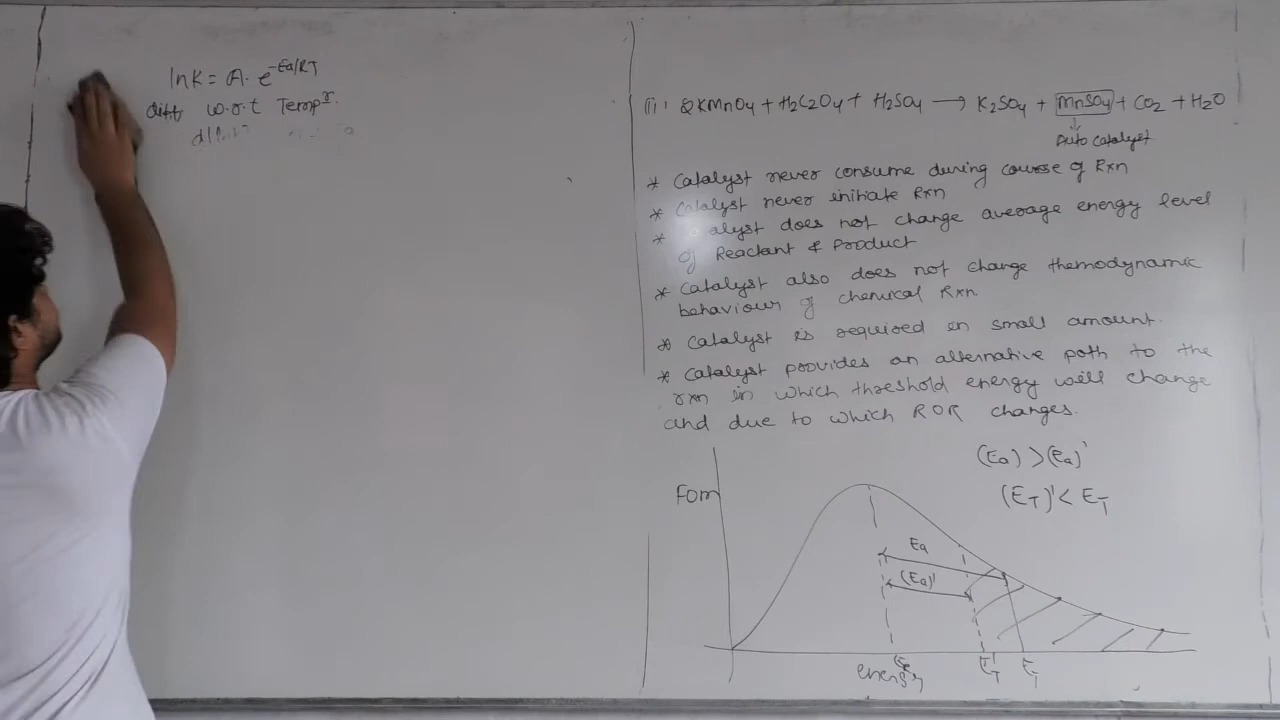 lnK = A. e^-Ea/RT
diff w.r.t Temp^r.
(ii) 2KMnO4 + H2C2O4 + H2SO4 → K2SO4 + MnSO4 + CO2 + H2O
Auto catalyst
* Catalyst never consume during course of Rxn
* Catalyst never initiate Rxn
* Catalyst does not change average energy level
of Reactant & Product
* Catalyst also does not change themodynamic
behaviour of chemical Rxn.
* Catalyst is required in small amount.
* Catalyst provides an alternative path to the
rxn in which threshold energy will change
and due to which ROR changes.
(Ea) > (Ea)'
(ET)' < ET
Fom
Ea
(Ea)'
energy
E'T ET